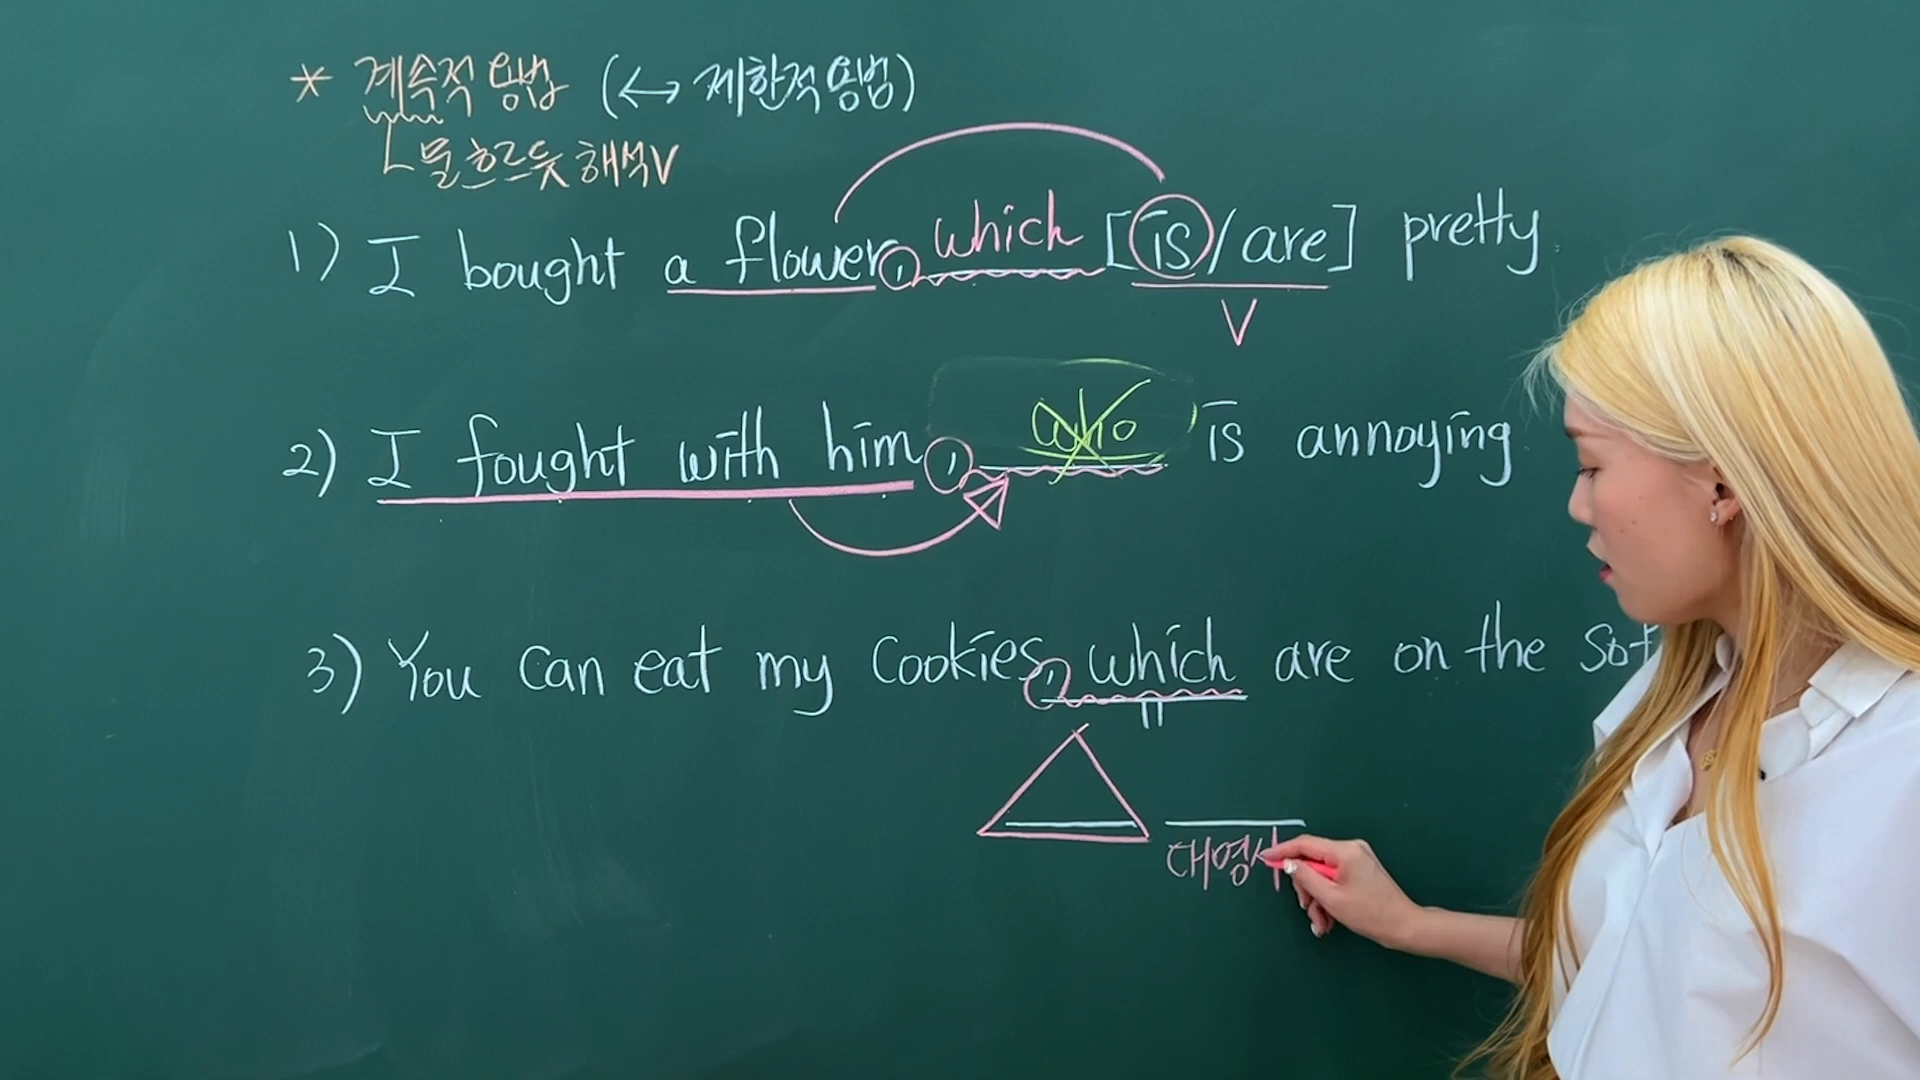 * 계속적 용법 (↔ 제한적 용법)
물 흐르듯 해석V
1) I bought a flower, which [is/are] pretty.
V
2) I fought with him, who is annoying
3) You can eat my cookies, which are on the sof
대명사